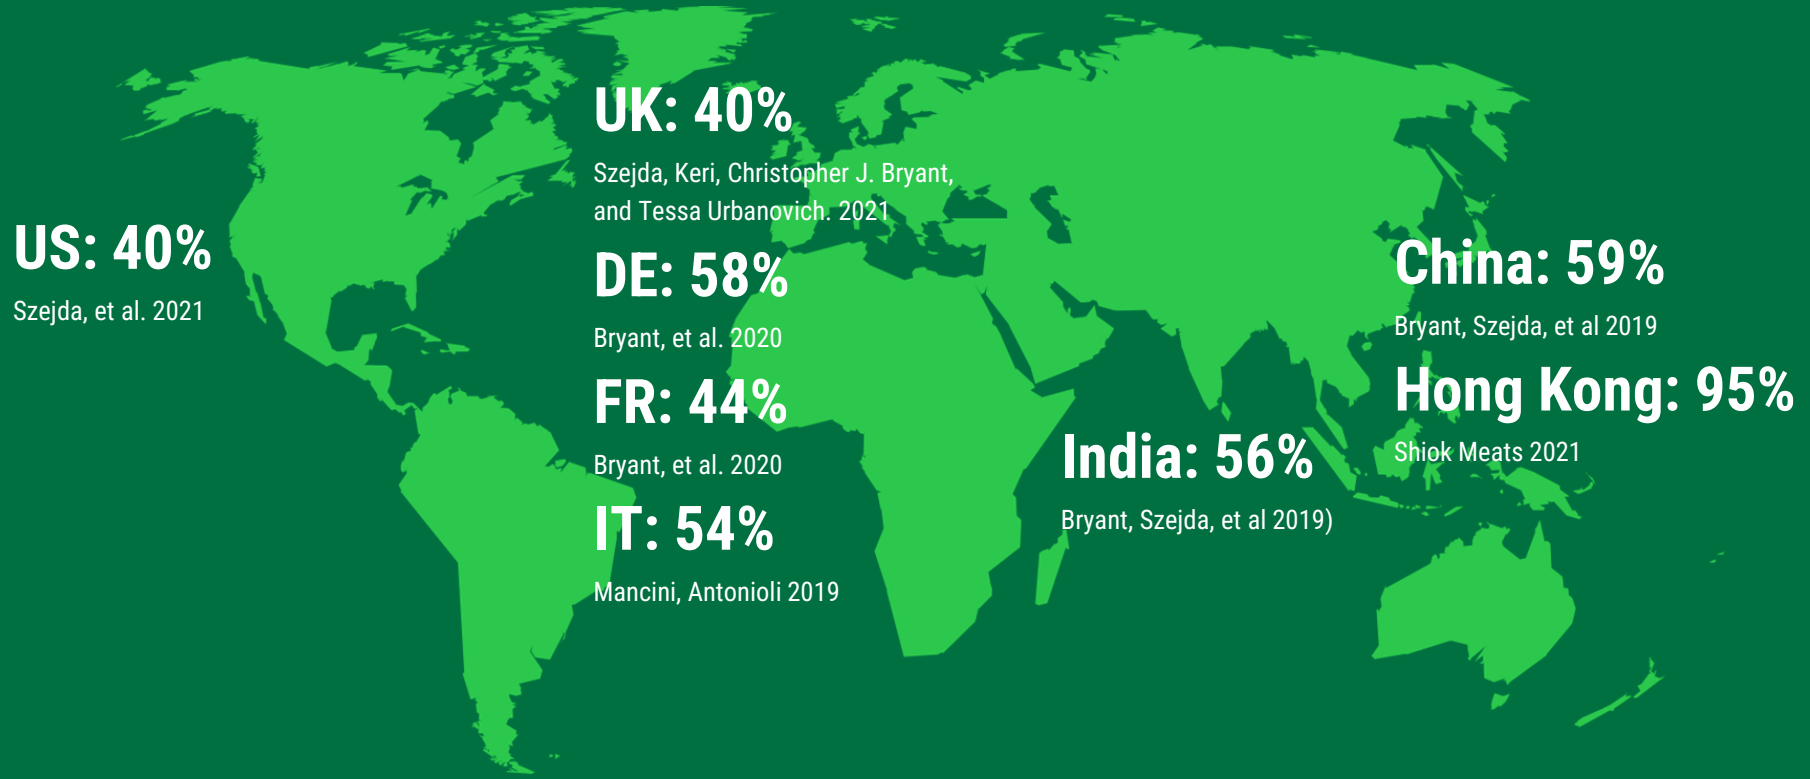 US: 40%
Szejda, et al. 2021
UK: 40%
Szejda, Keri, Christopher J. Bryant,
and Tessa Urbanovich. 2021
DE: 58%
Bryant, et al. 2020
FR: 44%
Bryant, et al. 2020
IT: 54%
Mancini, Antonioli 2019
India: 56%
Bryant, Szejda, et al 2019)
China: 59%
Bryant, Szejda, et al 2019
Hong Kong: 95%
Shiok Meats 2021